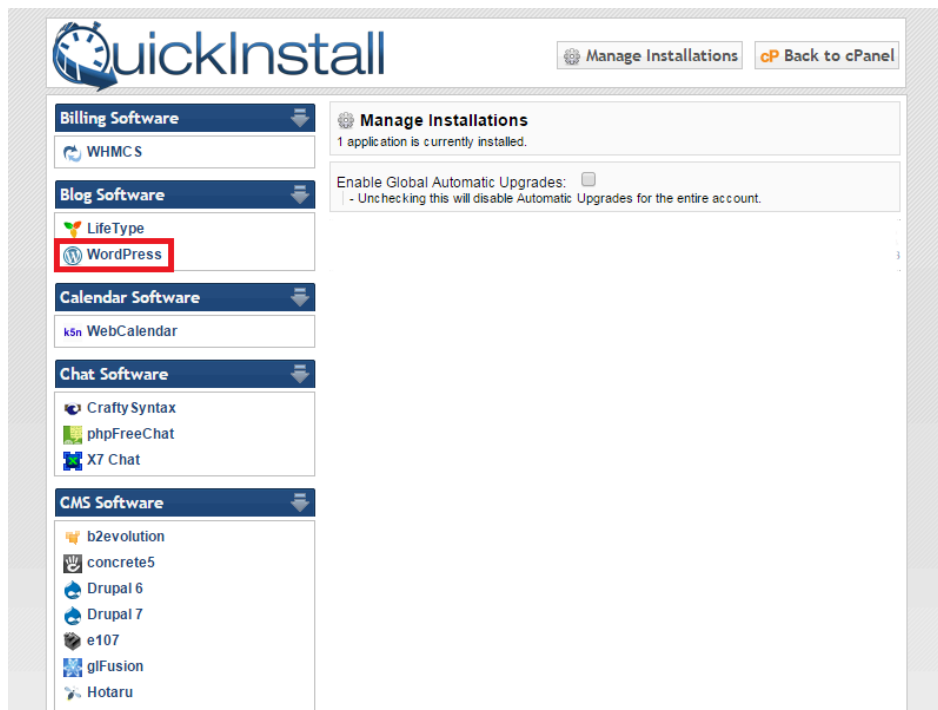 QuickInstall
Manage Installations
cP Back to cPanel
Billing Software
WHMCS
Blog Software
LifeType
WordPress
Calendar Software
k5n WebCalendar
Chat Software
Crafty Syntax
phpFreeChat
X7 Chat
CMS Software
b2evolution
concrete5
Drupal 6
Drupal 7
e107
glFusion
Hotaru
Manage Installations
1 application is currently installed.
Enable Global Automatic Upgrades:
- Unchecking this will disable Automatic Upgrades for the entire account.